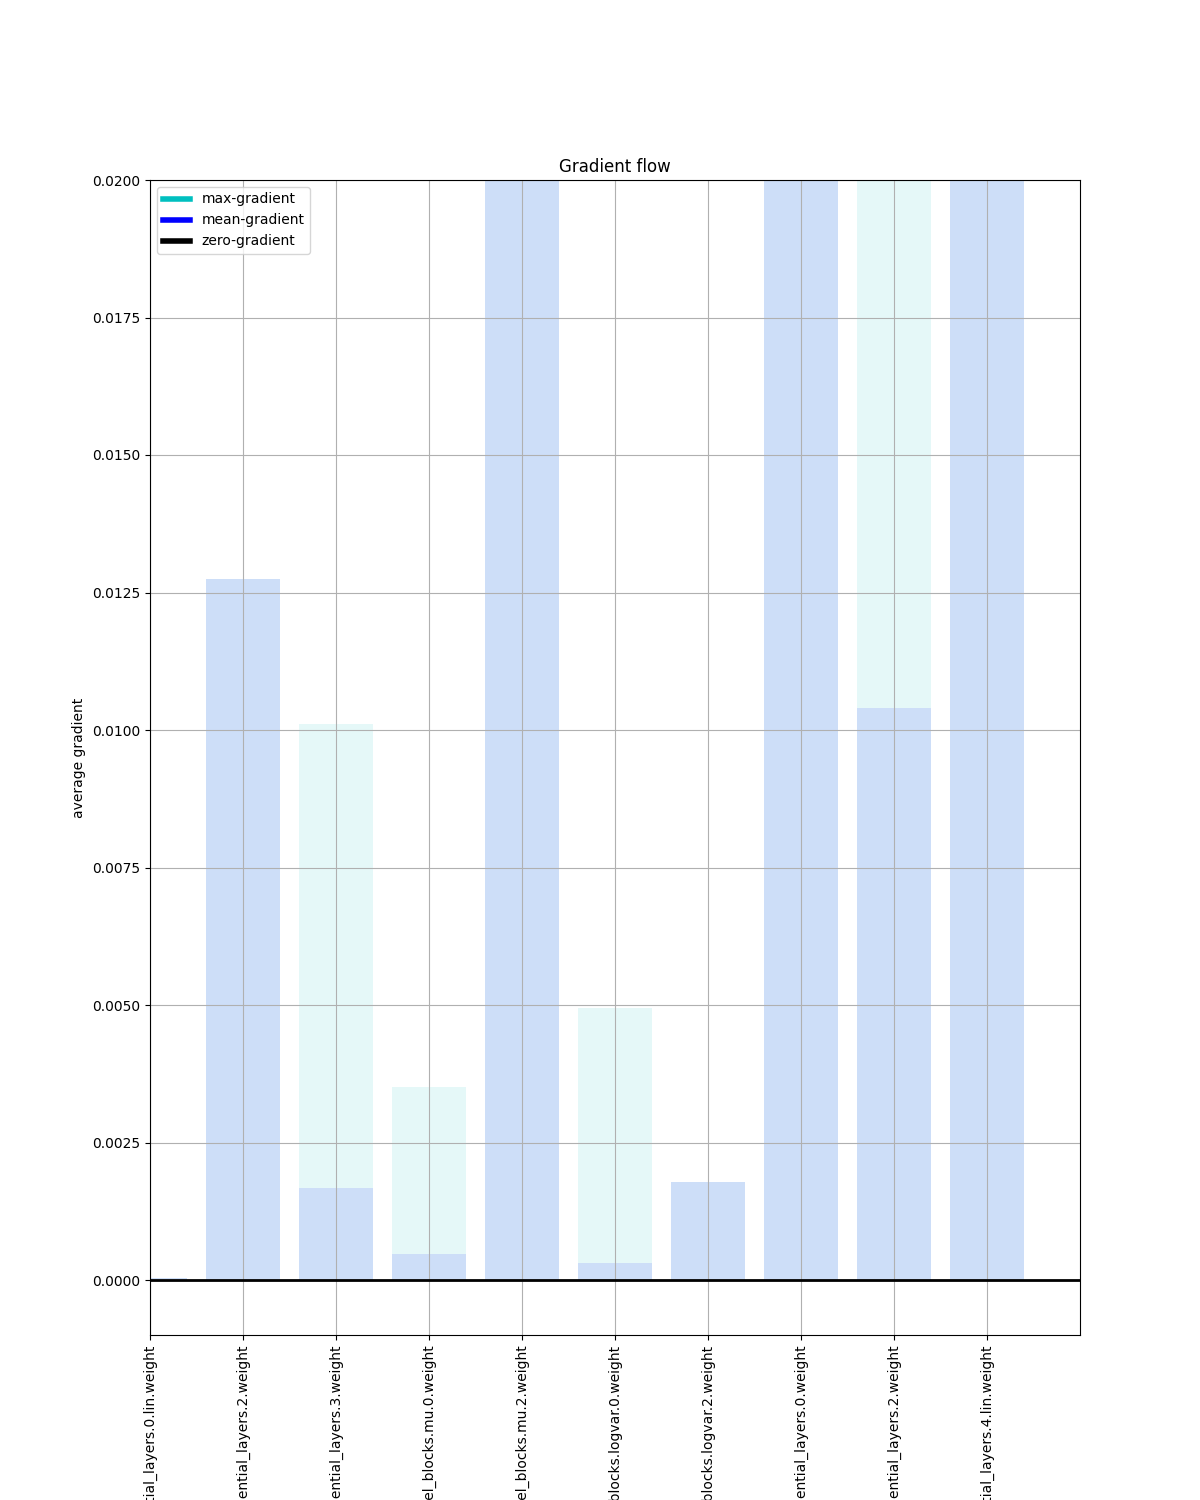 Gradient flow
max-gradient
mean-gradient
zero-gradient
0.0200
0.0175
0.0150
0.0125
0.0100
0.0075
0.0050
0.0025
0.0000
average gradient
tial_layers.0.lin.weight
ential_layers.2.weight
ential_layers.3.weight
el_blocks.mu.0.weight
el_blocks.mu.2.weight
blocks.logvar.0.weight
blocks.logvar.2.weight
ential_layers.0.weight
ential_layers.2.weight
tial_layers.4.lin.weight